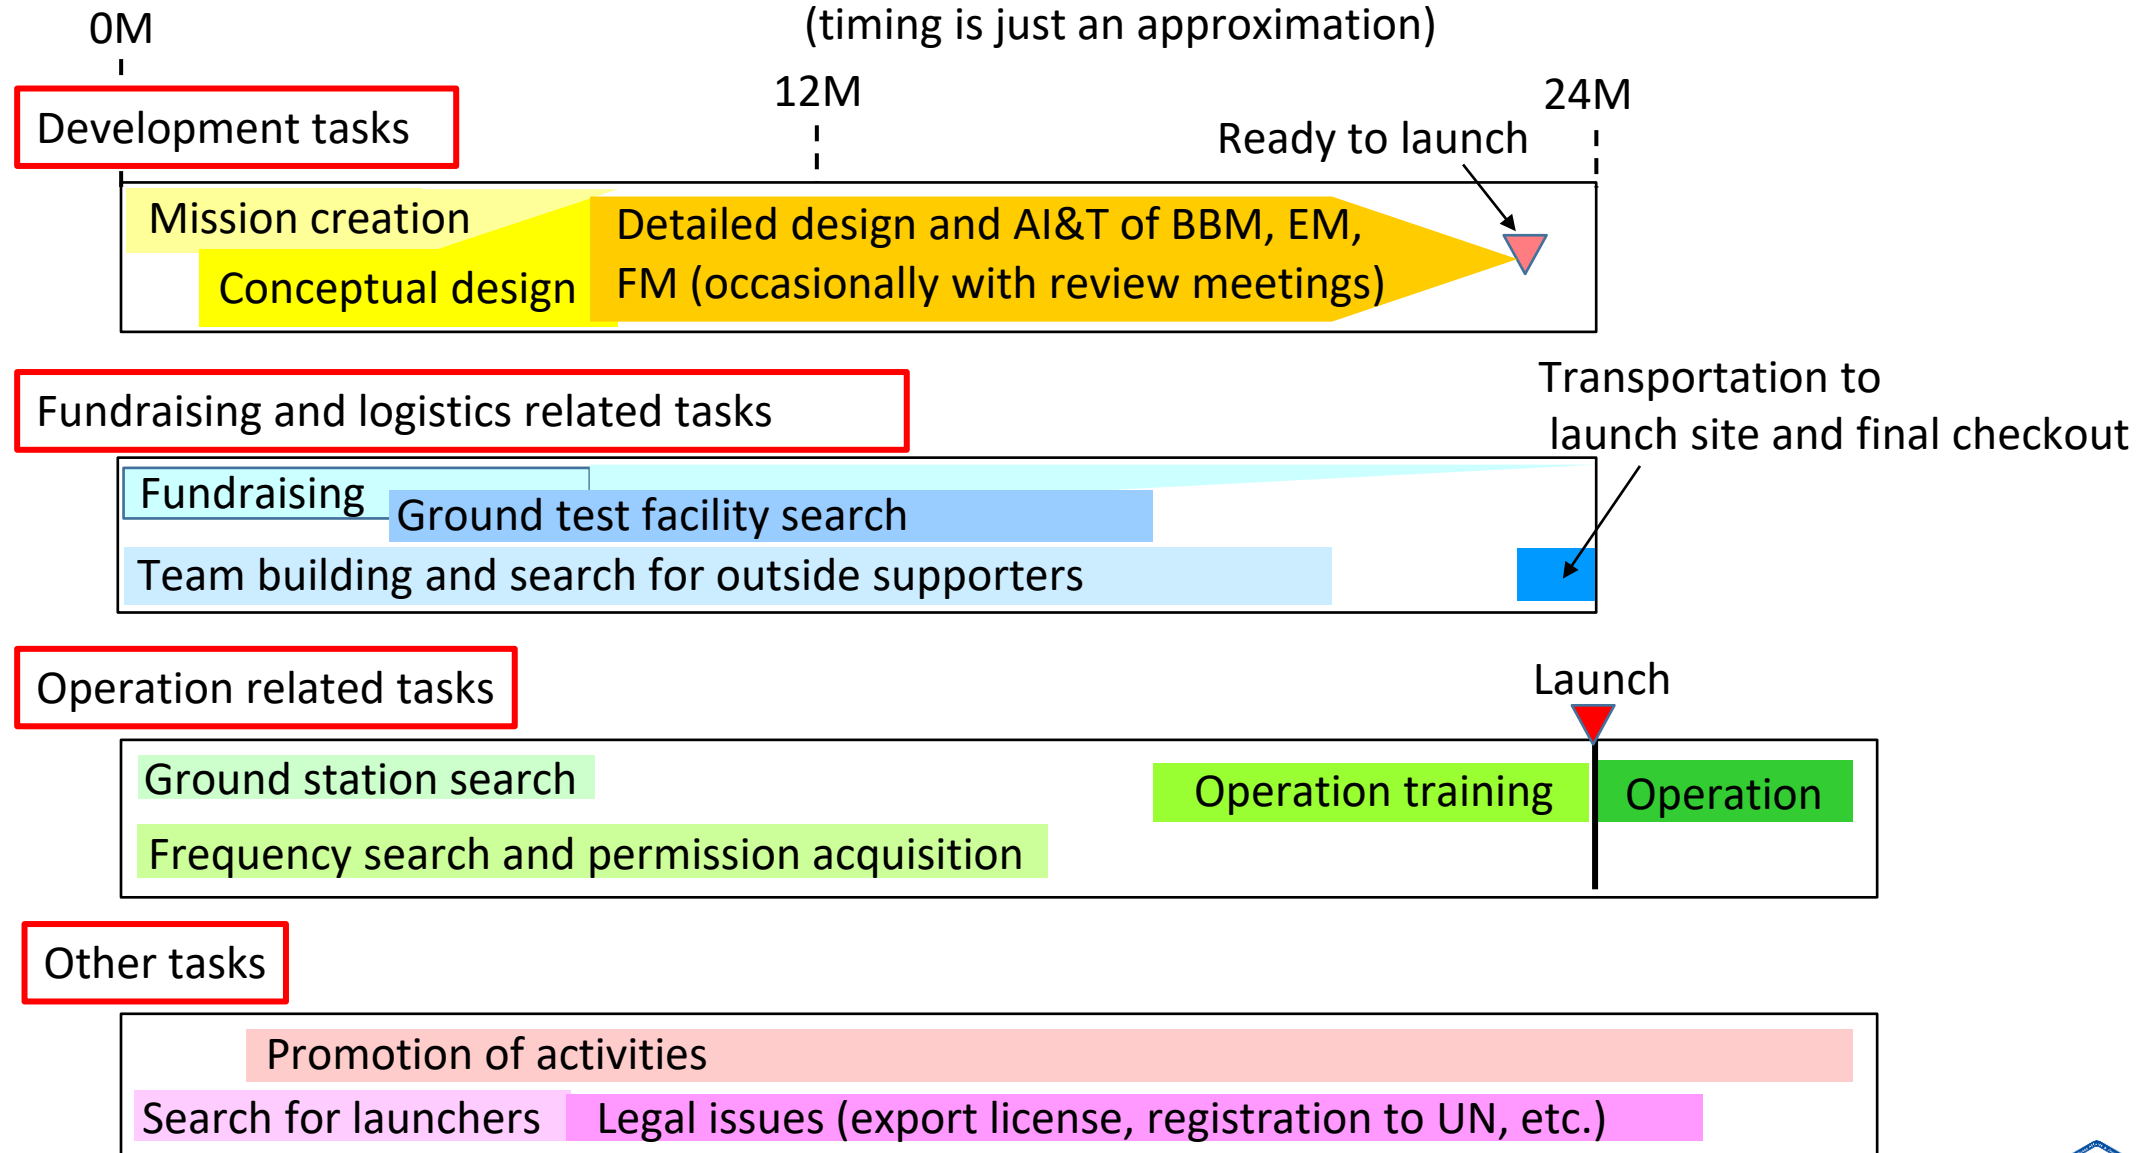 (timing is just an approximation)
0M
12M
24M
Development tasks
Ready to launch
Mission creation
Conceptual design
Detailed design and AI&T of BBM, EM,
FM (occasionally with review meetings)
Fundraising and logistics related tasks
Transportation to
launch site and final checkout
Fundraising
Ground test facility search
Team building and search for outside supporters
Operation related tasks
Launch
Ground station search
Operation training
Operation
Frequency search and permission acquisition
Other tasks
Promotion of activities
Search for launchers
Legal issues (export license, registration to UN, etc.)